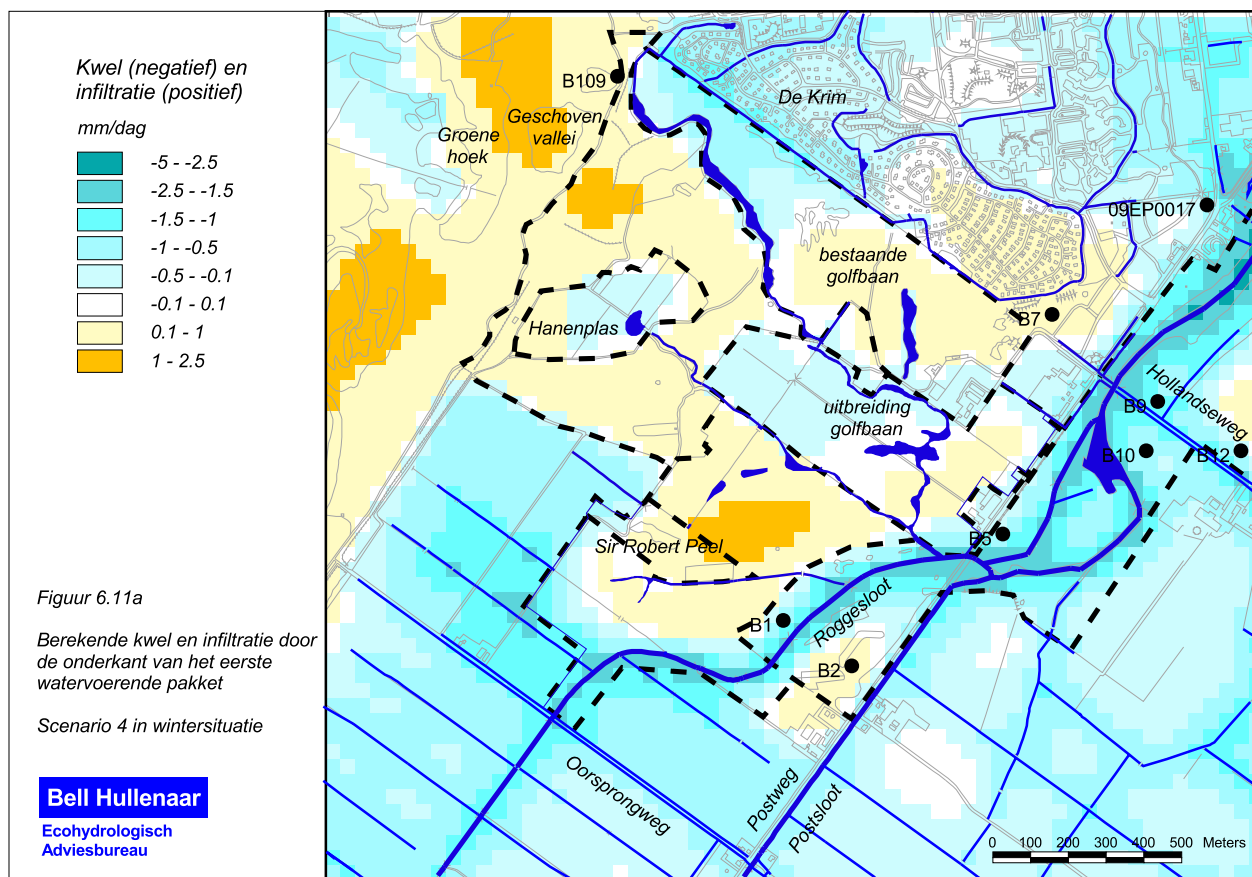 Kwel (negatief) en
infiltratie (positief)
mm/dag
-5 - -2.5
-2.5 - -1.5
-1.5 - -1
-1 - -0.5
-0.5 - -0.1
-0.1 - 0.1
0.1 - 1
1 - 2.5
Figuur 6.11a
Berekende kwel en infiltratie door
de onderkant van het eerste
watervoerende pakket
Scenario 4 in wintersituatie
Bell Hullenaar
Ecohydrologisch
Adviesbureau
B109
De Krim
Geschoven
vallei
Groene
hoek
09EP0017
bestaande
golfbaan
B7
Hanenplas
Hollandseweg
B9
uitbreiding
golfbaan
B10
B12
B5
Sir Robert Peel
Roggesloot
B1
B2
Oorsprongweg
Postweg
Postsloot
0 100 200 300 400 500 Meters